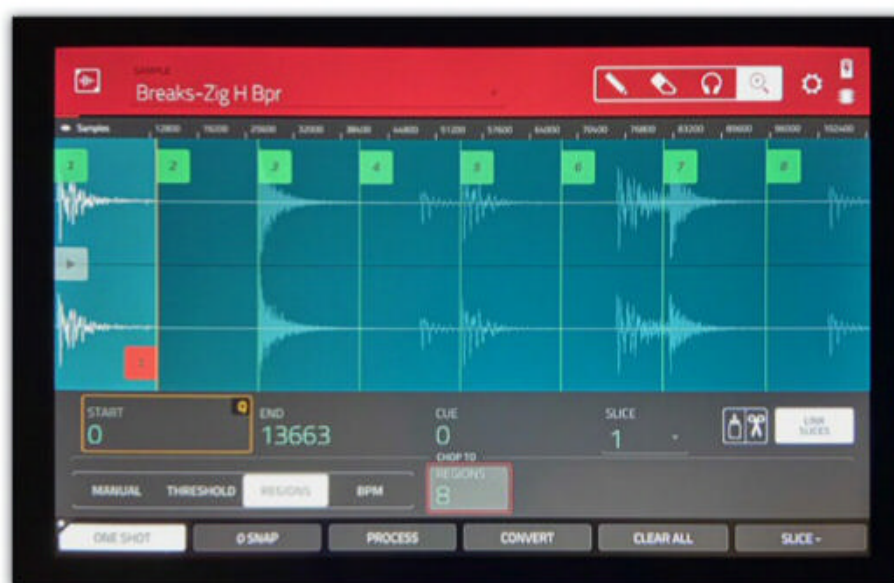 SAMPLE
Breaks-Zig H Bpr
Samples 12800 19200 25600 32000 38400 44800 51200 57600 64000 70400 76800 83200 89600 96000 102400
1 2 3 4 5 6 7 8
1
START Q END CUE SLICE
0 13663 0 1
LINK SLICES
CHOP TO
MANUAL THRESHOLD REGIONS BPM REGIONS
8
ONE SHOT 0 SNAP PROCESS CONVERT CLEAR ALL SLICE -